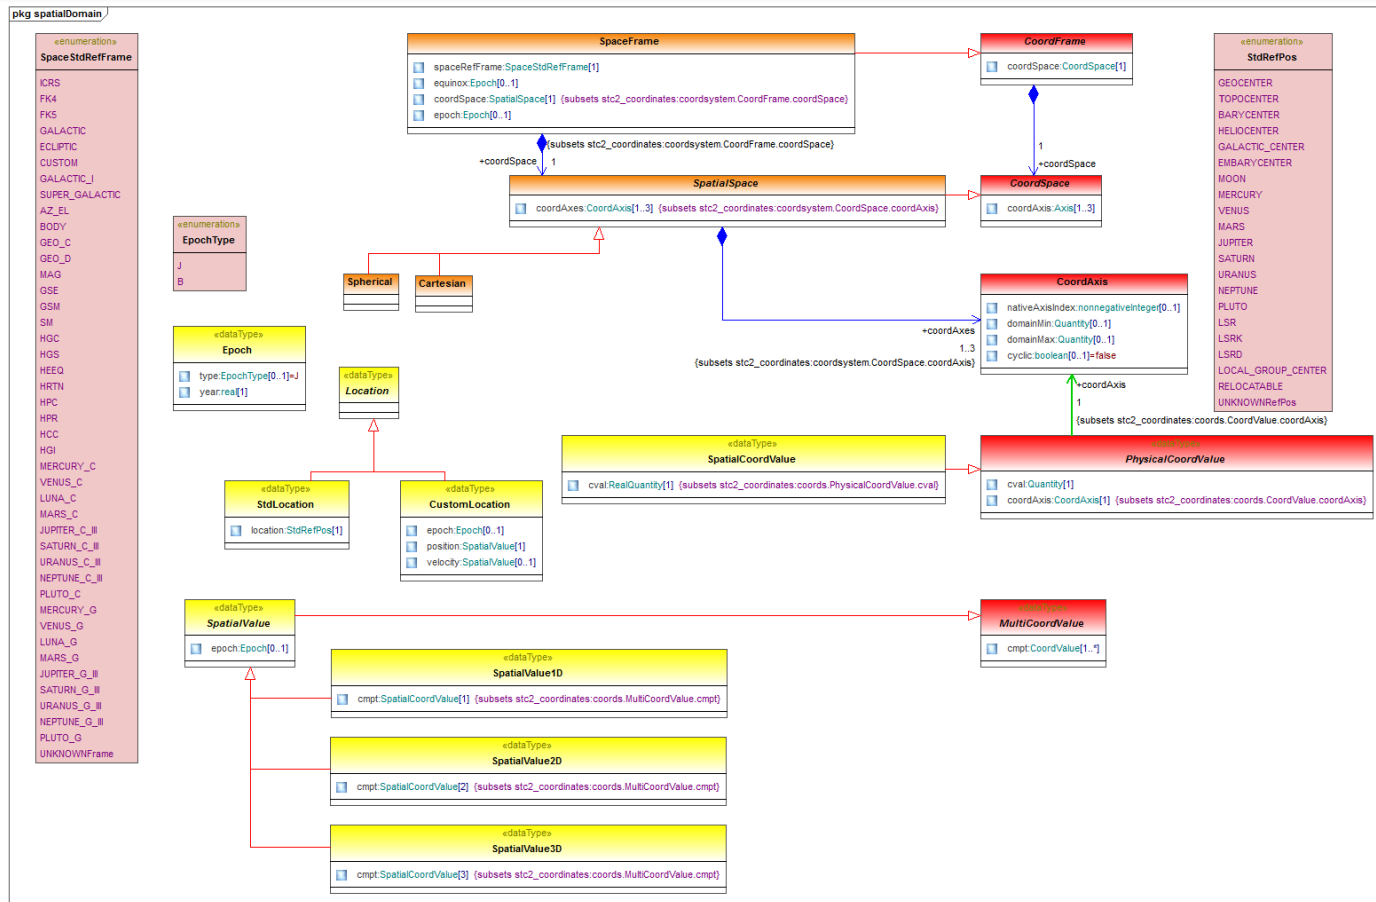 pkg spatialDomain
«enumeration»
SpaceStdRefFrame
ICRS
FK4
FK5
GALACTIC
ECLIPTIC
CUSTOM
GALACTIC_I
SUPER_GALACTIC
AZ_EL
BODY
GEO_C
GEO_D
MAG
GSE
GSM
SM
HGC
HGS
HEEQ
HRTN
HPC
HPR
HCC
HGI
MERCURY_C
VENUS_C
LUNA_C
MARS_C
JUPITER_C_III
SATURN_C_III
URANUS_C_III
NEPTUNE_C_III
PLUTO_C
MERCURY_G
VENUS_G
LUNA_G
MARS_G
JUPITER_G_III
SATURN_G_III
URANUS_G_III
NEPTUNE_G_III
PLUTO_G
UNKNOWNFrame
«enumeration»
EpochType
J
B
«dataType»
Epoch
type:EpochType[0..1]=J
year:real[1]
SpaceFrame
spaceRefFrame:SpaceStdRefFrame[1]
equinox:Epoch[0..1]
coordSpace:SpatialSpace[1] {subsets stc2_coordinates:coordsystem.CoordFrame.coordSpace}
epoch:Epoch[0..1]
{subsets stc2_coordinates:coordsystem.CoordFrame.coordSpace}
+coordSpace
1
CoordFrame
coordSpace:CoordSpace[1]
1
+coordSpace
SpatialSpace
coordAxes:CoordAxis[1..3] {subsets stc2_coordinates:coordsystem.CoordSpace.coordAxis}
CoordSpace
coordAxis:Axis[1..3]
Spherical
Cartesian
CoordAxis
nativeAxisIndex:nonnegativeInteger[0..1]
domainMin:Quantity[0..1]
domainMax:Quantity[0..1]
cyclic:boolean[0..1]=false
+coordAxes
1..3
{subsets stc2_coordinates:coordsystem.CoordSpace.coordAxis}
+coordAxis
1
{subsets stc2_coordinates:coords.CoordValue.coordAxis}
«dataType»
Location
«dataType»
StdLocation
location:StdRefPos[1]
«dataType»
CustomLocation
epoch:Epoch[0..1]
position:SpatialValue[1]
velocity:SpatialValue[0..1]
«dataType»
SpatialCoordValue
cval:RealQuantity[1] {subsets stc2_coordinates:coords.PhysicalCoordValue.cval}
«dataType»
PhysicalCoordValue
cval:Quantity[1]
coordAxis:CoordAxis[1] {subsets stc2_coordinates:coords.CoordValue.coordAxis}
«dataType»
SpatialValue
epoch:Epoch[0..1]
«dataType»
MultiCoordValue
cmpt:CoordValue[1..*]
«dataType»
SpatialValue1D
cmpt:SpatialCoordValue[1] {subsets stc2_coordinates:coords.MultiCoordValue.cmpt}
«dataType»
SpatialValue2D
cmpt:SpatialCoordValue[2] {subsets stc2_coordinates:coords.MultiCoordValue.cmpt}
«dataType»
SpatialValue3D
cmpt:SpatialCoordValue[3] {subsets stc2_coordinates:coords.MultiCoordValue.cmpt}
«enumeration»
StdRefPos
GEOCENTER
TOPOCENTER
BARYCENTER
HELIOCENTER
GALACTIC_CENTER
EMBARYCENTER
MOON
MERCURY
VENUS
MARS
JUPITER
SATURN
URANUS
NEPTUNE
PLUTO
LSR
LSRK
LSRD
LOCAL_GROUP_CENTER
RELOCATABLE
UNKNOWNRefPos